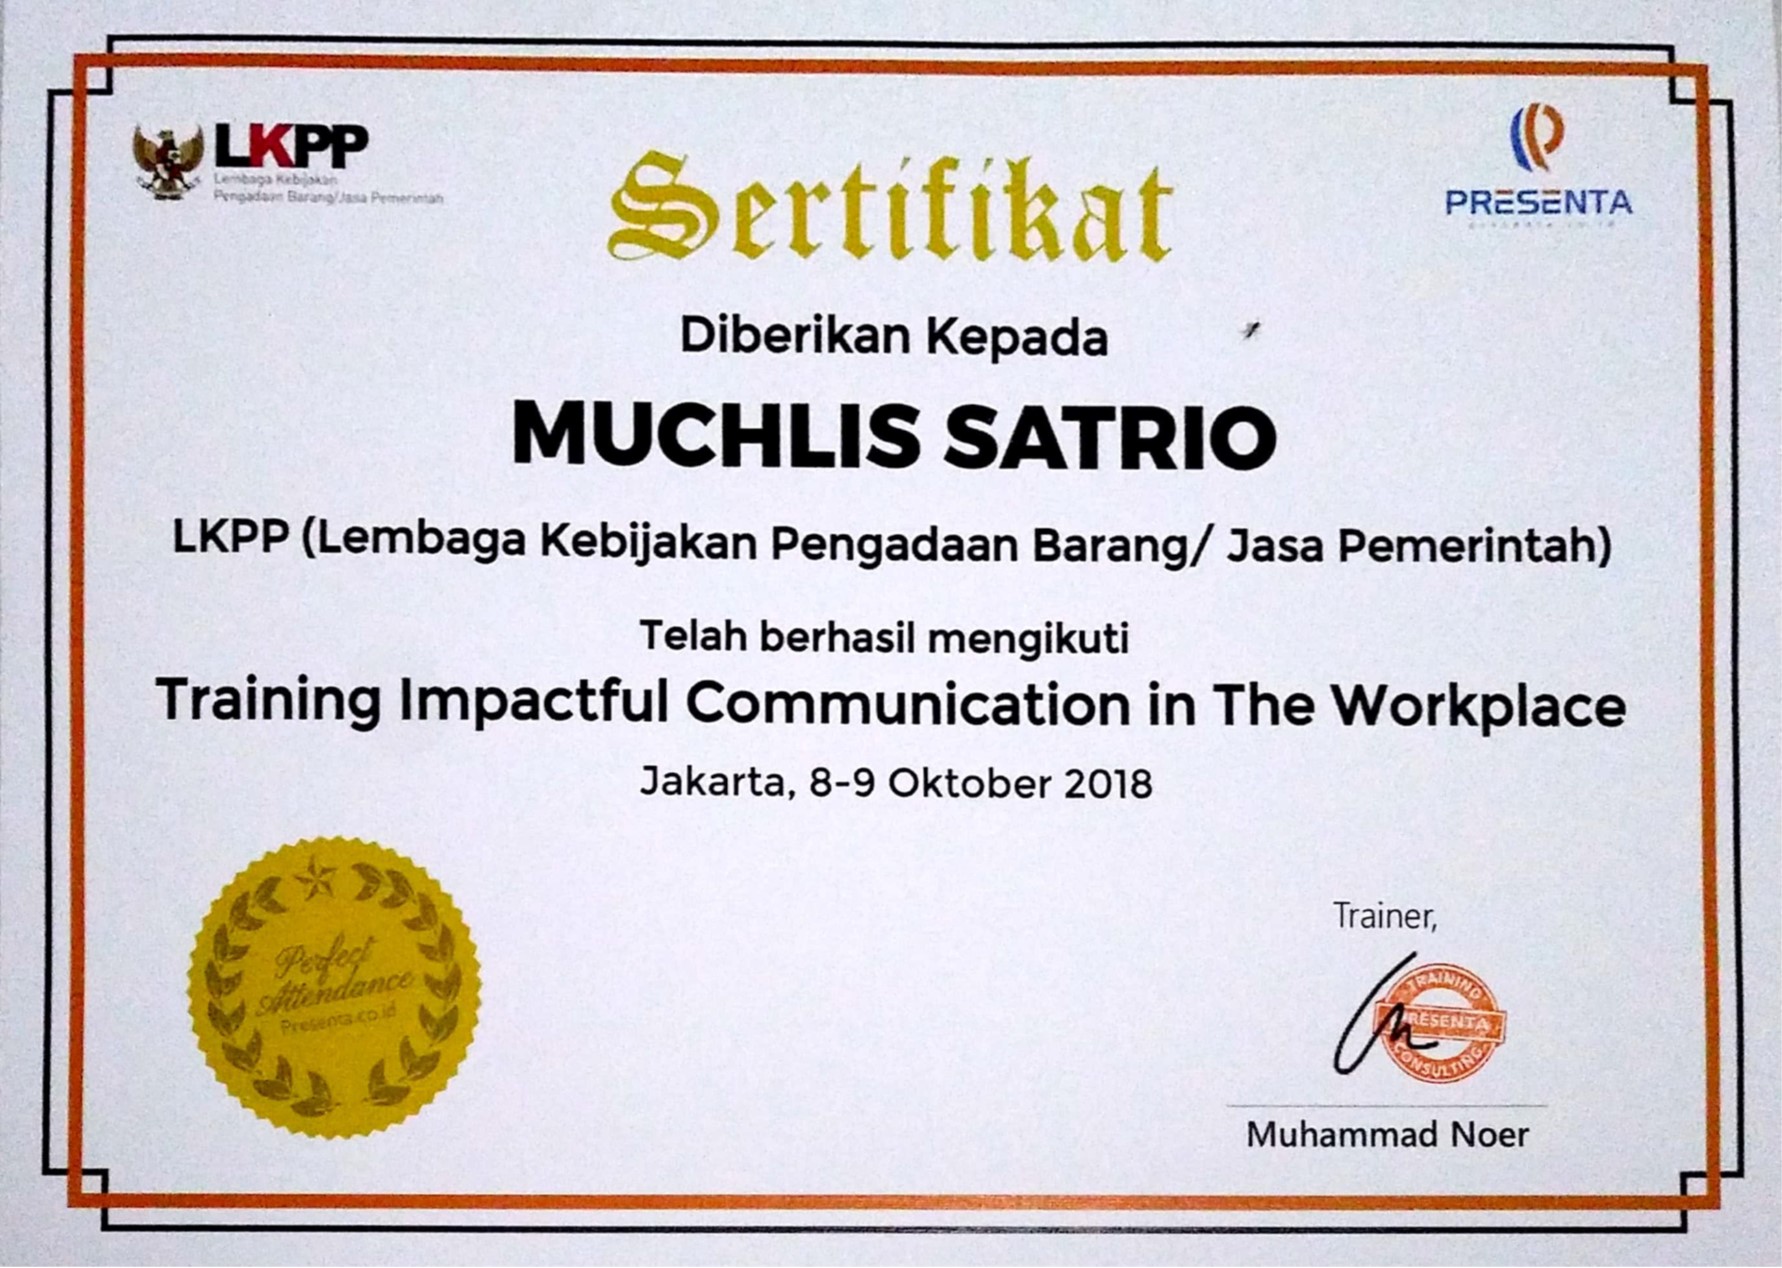 LKPP
Lembaga Kebijakan
Pengadaan Barang/Jasa Pemerintah
PRESENTA
Sertifikat
Diberikan Kepada
MUCHLIS SATRIO
LKPP (Lembaga Kebijakan Pengadaan Barang/ Jasa Pemerintah)
Telah berhasil mengikuti
Training Impactful Communication in The Workplace
Jakarta, 8-9 Oktober 2018
Perfect
Attendance
Presenta.co.id
Trainer,
TRAINING
PRESENTA
CONSULTING
Muhammad Noer